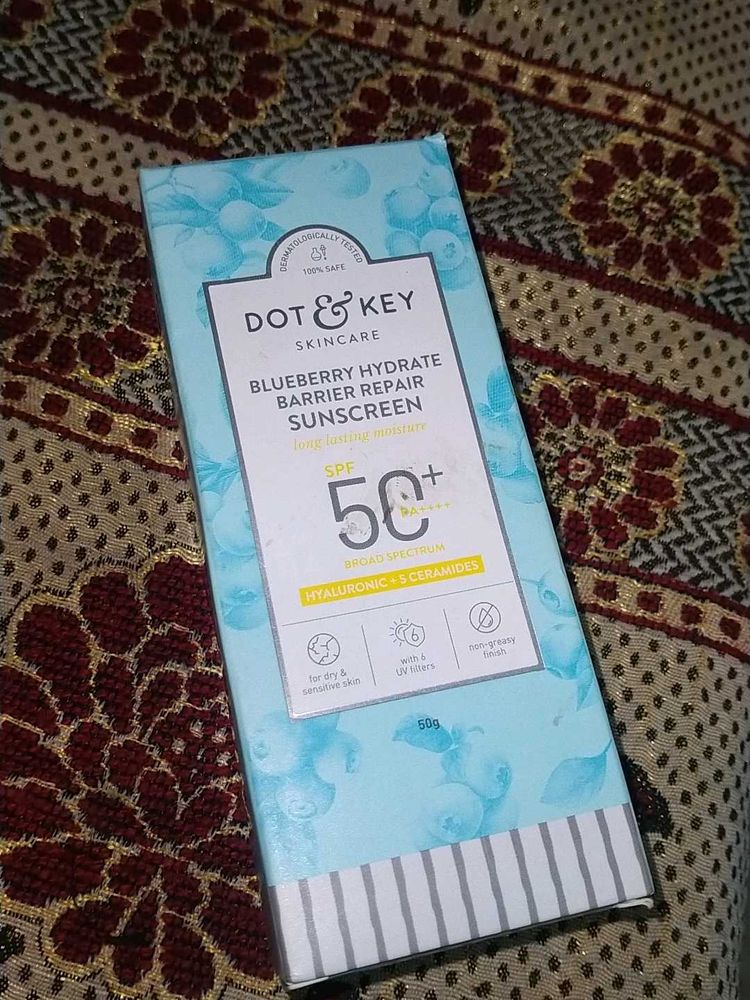 DERMATOLOGICALLY TESTED
100% SAFE
DOT & KEY
SKINCARE
BLUEBERRY HYDRATE
BARRIER REPAIR
SUNSCREEN
long lasting moisture
SPF
50+
PA++++
BROAD SPECTRUM
HYALURONIC + 5 CERAMIDES
for dry &
sensitive skin
6
with 6
UV filters
non-greasy
finish
50g